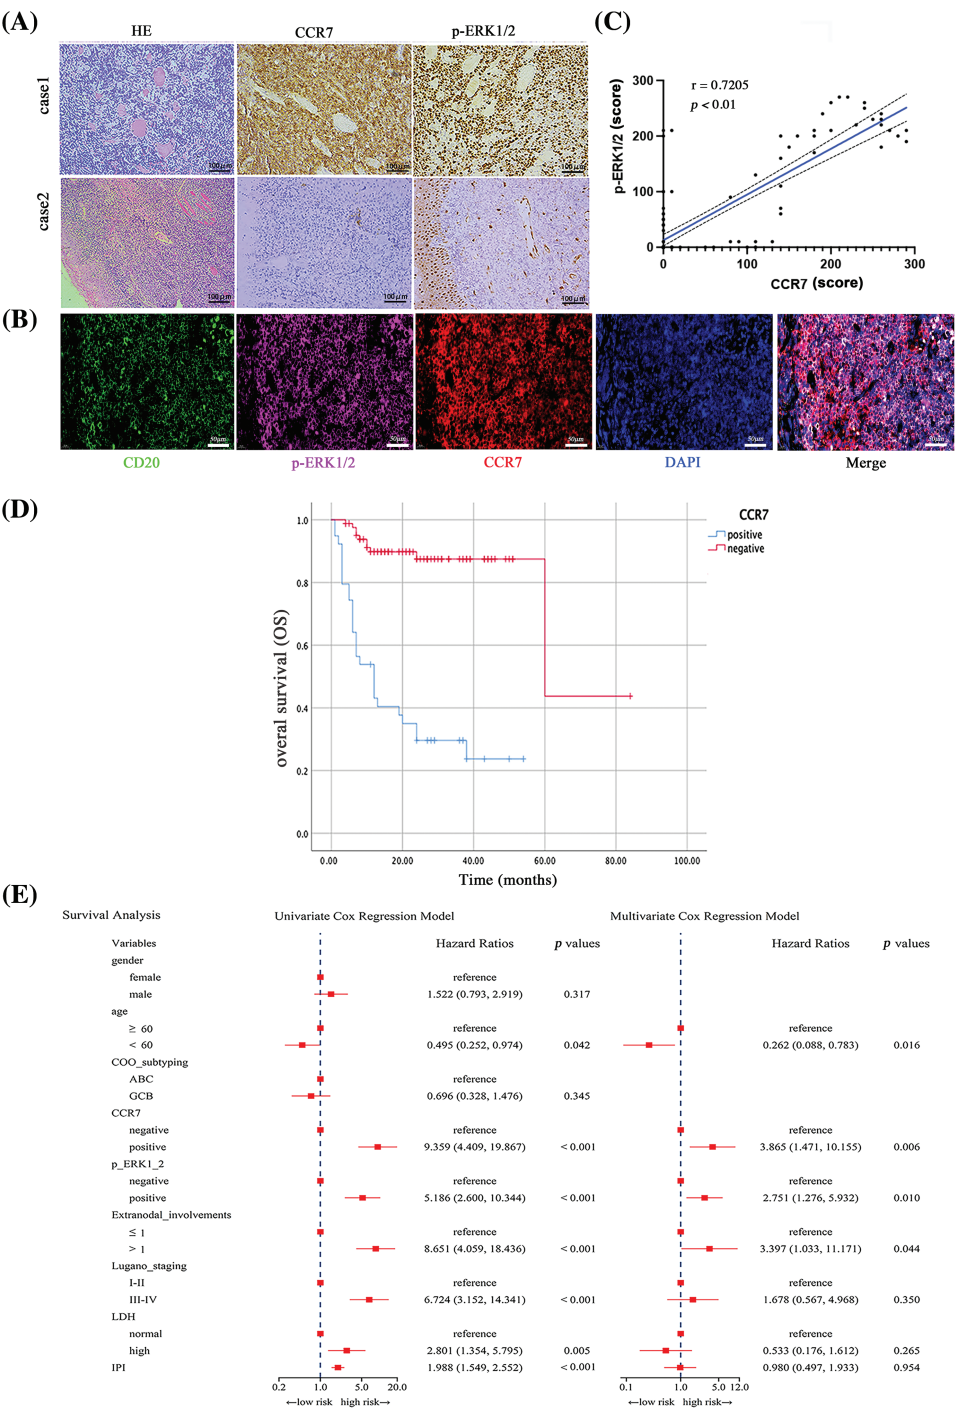 (A)
HE
CCR7
p-ERK1/2
case1
100μm
100μm
100μm
case2
100μm
100μm
100μm
(C)
r = 0.7205
p < 0.01
p-ERK1/2 (score)
300
200
100
0
0
100
200
300
CCR7 (score)
(B)
50μm
50μm
50μm
50μm
50μm
CD20
p-ERK1/2
CCR7
DAPI
Merge
(D)
CCR7
positive
negative
overal survival (OS)
1.0
0.8
0.6
0.4
0.2
0.0
0.00 20.00 40.00 60.00 80.00 100.00
Time (months)
(E)
Survival Analysis Univariate Cox Regression Model Multivariate Cox Regression Model
Variables Hazard Ratios p values Hazard Ratios p values
gender
female reference
male 1.522 (0.793, 2.919) 0.317
age
≥ 60 reference reference
< 60 0.495 (0.252, 0.974) 0.042 0.262 (0.088, 0.783) 0.016
COO_subtyping
ABC reference
GCB 0.696 (0.328, 1.476) 0.345
CCR7
negative reference reference
positive 9.359 (4.409, 19.867) < 0.001 3.865 (1.471, 10.155) 0.006
p_ERK1_2
negative reference reference
positive 5.186 (2.600, 10.344) < 0.001 2.751 (1.276, 5.932) 0.010
Extranodal_involvements
≤ 1 reference reference
> 1 8.651 (4.059, 18.436) < 0.001 3.397 (1.033, 11.171) 0.044
Lugano_staging
I-II reference reference
III-IV 6.724 (3.152, 14.341) < 0.001 1.678 (0.567, 4.968) 0.350
LDH
normal reference reference
high 2.801 (1.354, 5.795) 0.005 0.533 (0.176, 1.612) 0.265
IPI 1.988 (1.549, 2.552) < 0.001 0.980 (0.497, 1.933) 0.954
0.2 1.0 5.0 20.0 0.1 1.0 5.0 12.0
←low risk high risk→ ←low risk high risk→